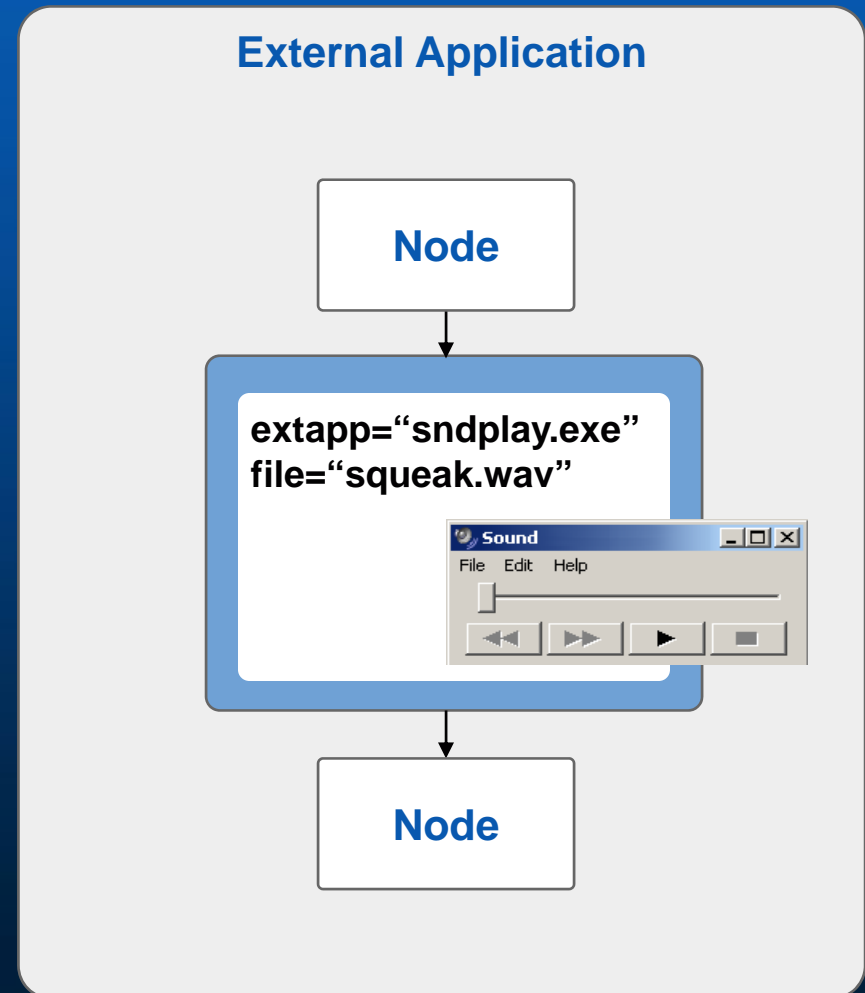 External Application
Node
extapp=“sndplay.exe”
file=“squeak.wav”
Sound
File Edit Help
Node